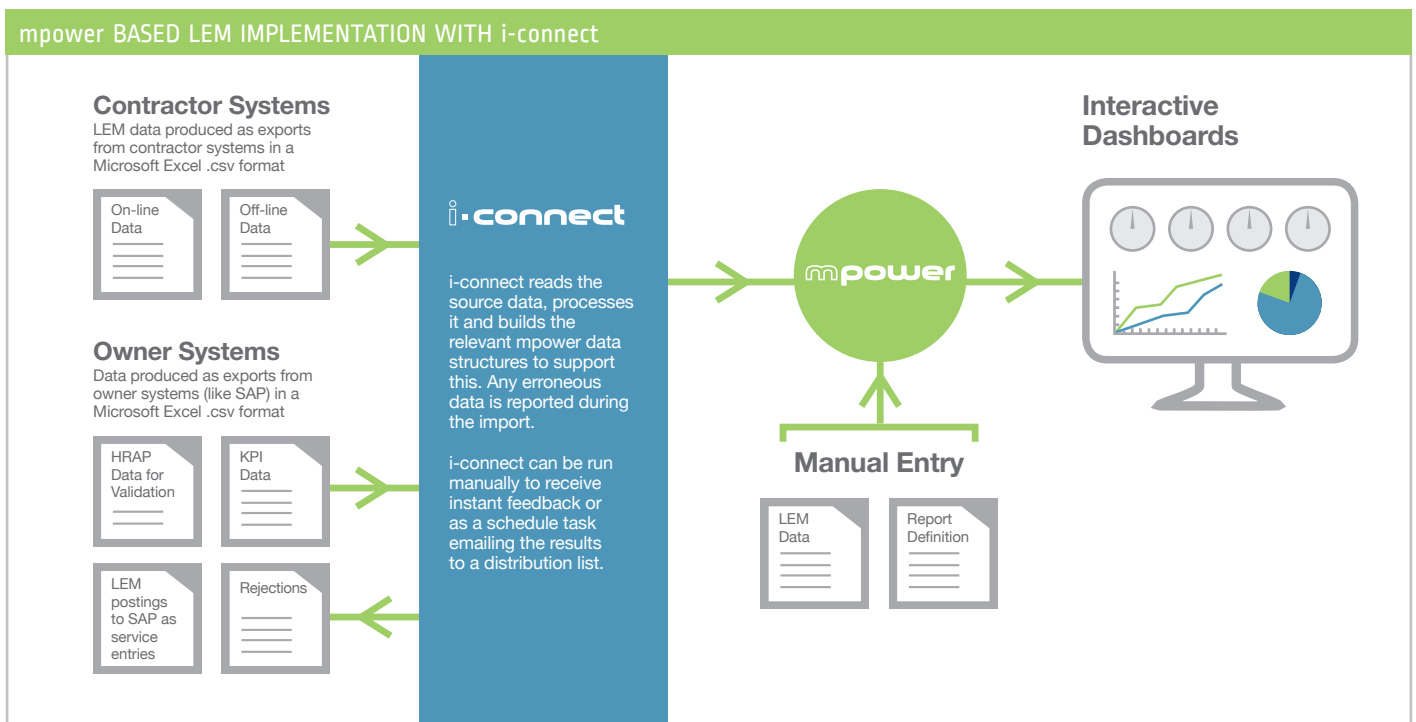 mpower BASED LEM IMPLEMENTATION WITH i-connect
Contractor Systems
LEM data produced as exports
from contractor systems in a
Microsoft Excel .csv format
On-line
Data
Off-line
Data
Owner Systems
Data produced as exports from
owner systems (like SAP) in a
Microsoft Excel .csv format
HRAP
Data for
Validation
KPI
Data
LEM
postings
to SAP as
service
entries
Rejections
i-connect
i-connect reads the
source data, processes
it and builds the
relevant mpower data
structures to support
this. Any erroneous
data is reported during
the import.
i-connect can be run
manually to receive
instant feedback or
as a schedule task
emailing the results
to a distribution list.
mpower
Manual Entry
LEM
Data
Report
Definition
Interactive
Dashboards